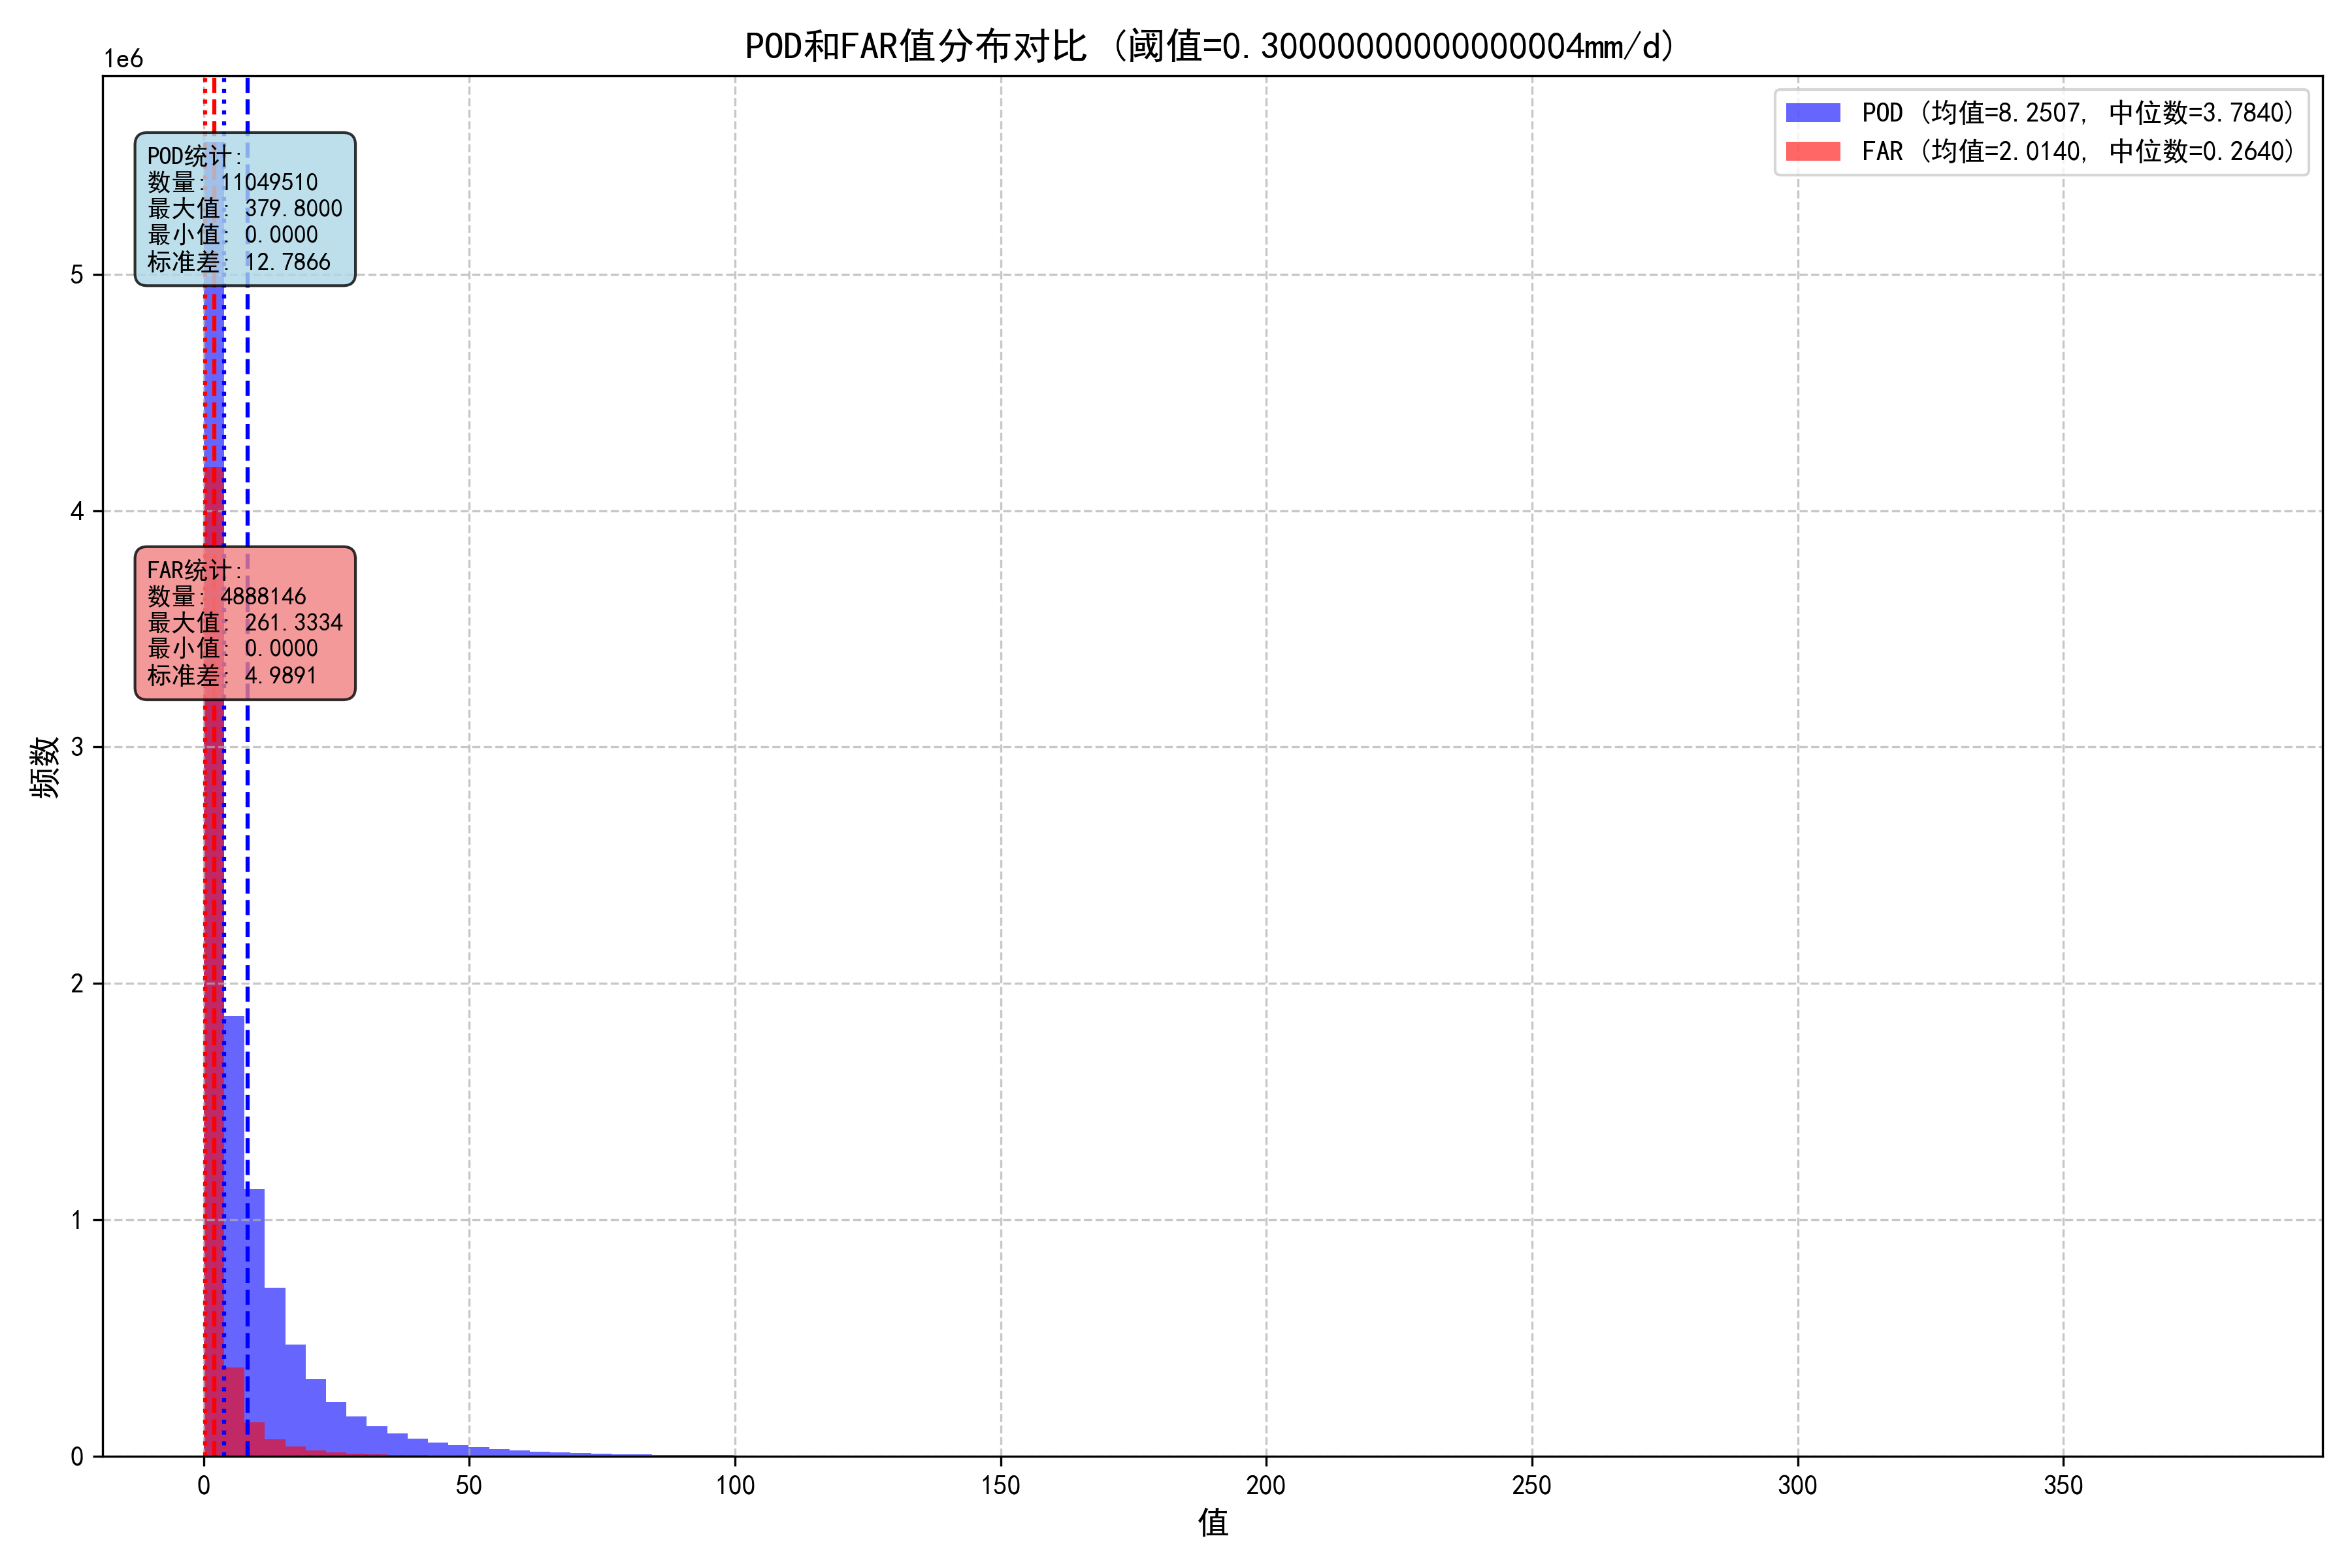 POD和FAR值分布对比 (阈值=0.30000000000000004mm/d)
1e6
POD (均值=8.2507, 中位数=3.7840)
FAR (均值=2.0140, 中位数=0.2640)
POD统计:
数量: 11049510
最大值: 379.8000
最小值: 0.0000
标准差: 12.7866
5
4
FAR统计:
数量: 4888146
最大值: 261.3334
最小值: 0.0000
标准差: 4.9891
频数
3
2
1
0
0 50 100 150 200 250 300 350
值